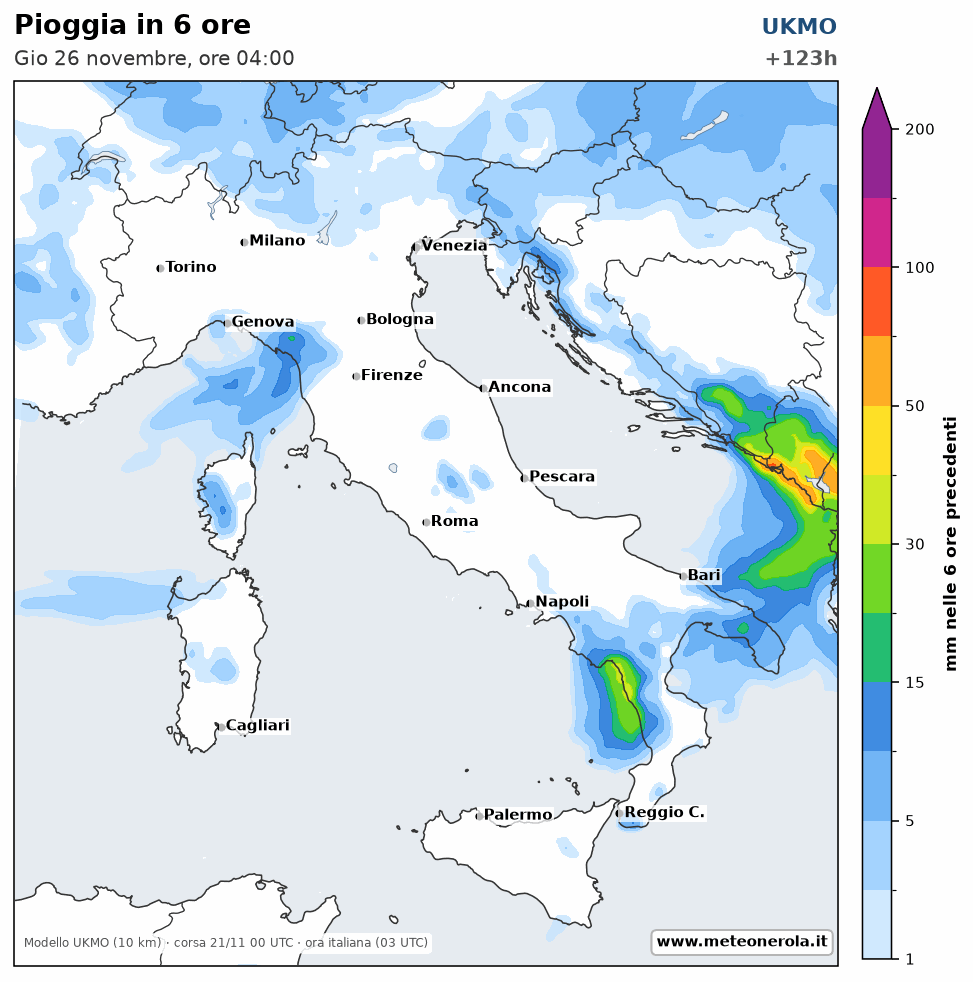 Pioggia in 6 ore
UKMO
Gio 26 novembre, ore 04:00
+123h
200
100
50
30
15
5
1
mm nelle 6 ore precedenti
Milano
Venezia
Torino
Genova
Bologna
Firenze
Ancona
Pescara
Roma
Bari
Napoli
Cagliari
Palermo
Reggio C.
Modello UKMO (10 km) · corsa 21/11 00 UTC · ora italiana (03 UTC)
www.meteonerola.it